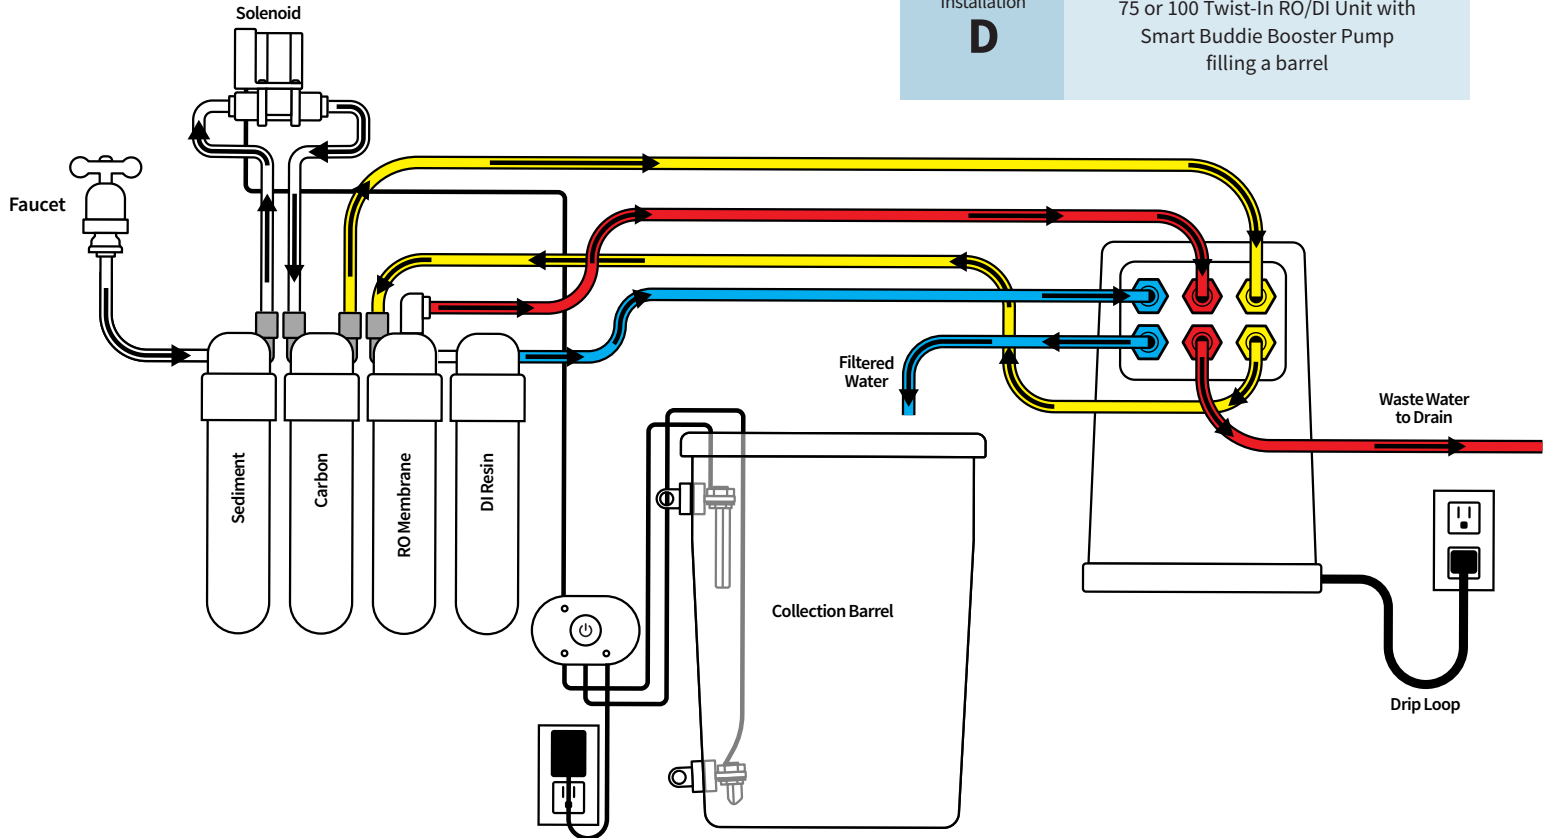 Solenoid
Installation
D
75 or 100 Twist-In RO/DI Unit with
Smart Buddie Booster Pump
filling a barrel
Faucet
Filtered
Water
Waste Water
to Drain
Sediment
Carbon
RO Membrane
DI Resin
Collection Barrel
Drip Loop